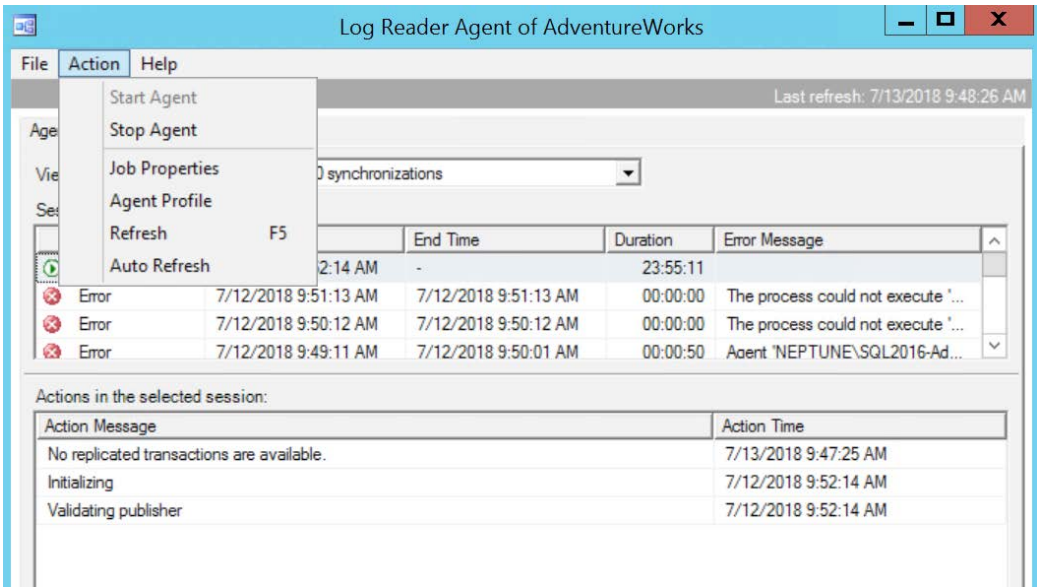 Log Reader Agent of AdventureWorks
File Action Help
Start Agent
Last refresh: 7/13/2018 9:48:26 AM
Stop Agent
Job Properties
synchronizations
Agent Profile
Refresh F5
End Time Duration Error Message
Auto Refresh
2:14 AM - 23:55:11
Error 7/12/2018 9:51:13 AM 7/12/2018 9:51:13 AM 00:00:00 The process could not execute '...
Error 7/12/2018 9:50:12 AM 7/12/2018 9:50:12 AM 00:00:00 The process could not execute '...
Error 7/12/2018 9:49:11 AM 7/12/2018 9:50:01 AM 00:00:50 Agent 'NEPTUNE\SQL2016-Ad...
Actions in the selected session:
Action Message Action Time
No replicated transactions are available. 7/13/2018 9:47:25 AM
Initializing 7/12/2018 9:52:14 AM
Validating publisher 7/12/2018 9:52:14 AM